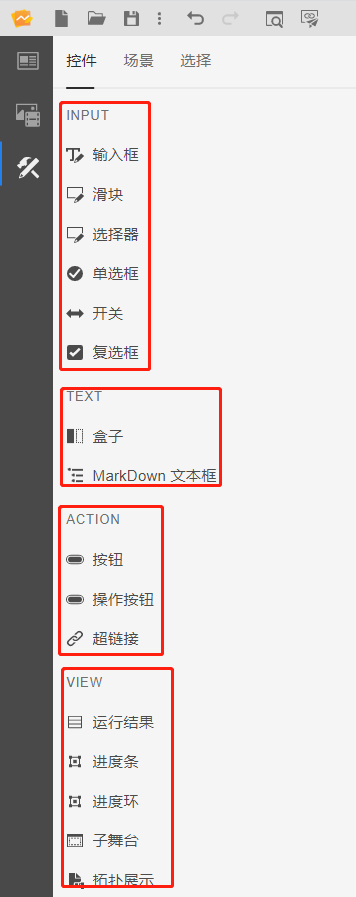 控件 场景 选择
INPUT
输入框
滑块
选择器
单选框
开关
复选框
TEXT
盒子
MarkDown 文本框
ACTION
按钮
操作按钮
超链接
VIEW
运行结果
进度条
进度环
子舞台
拓扑展示